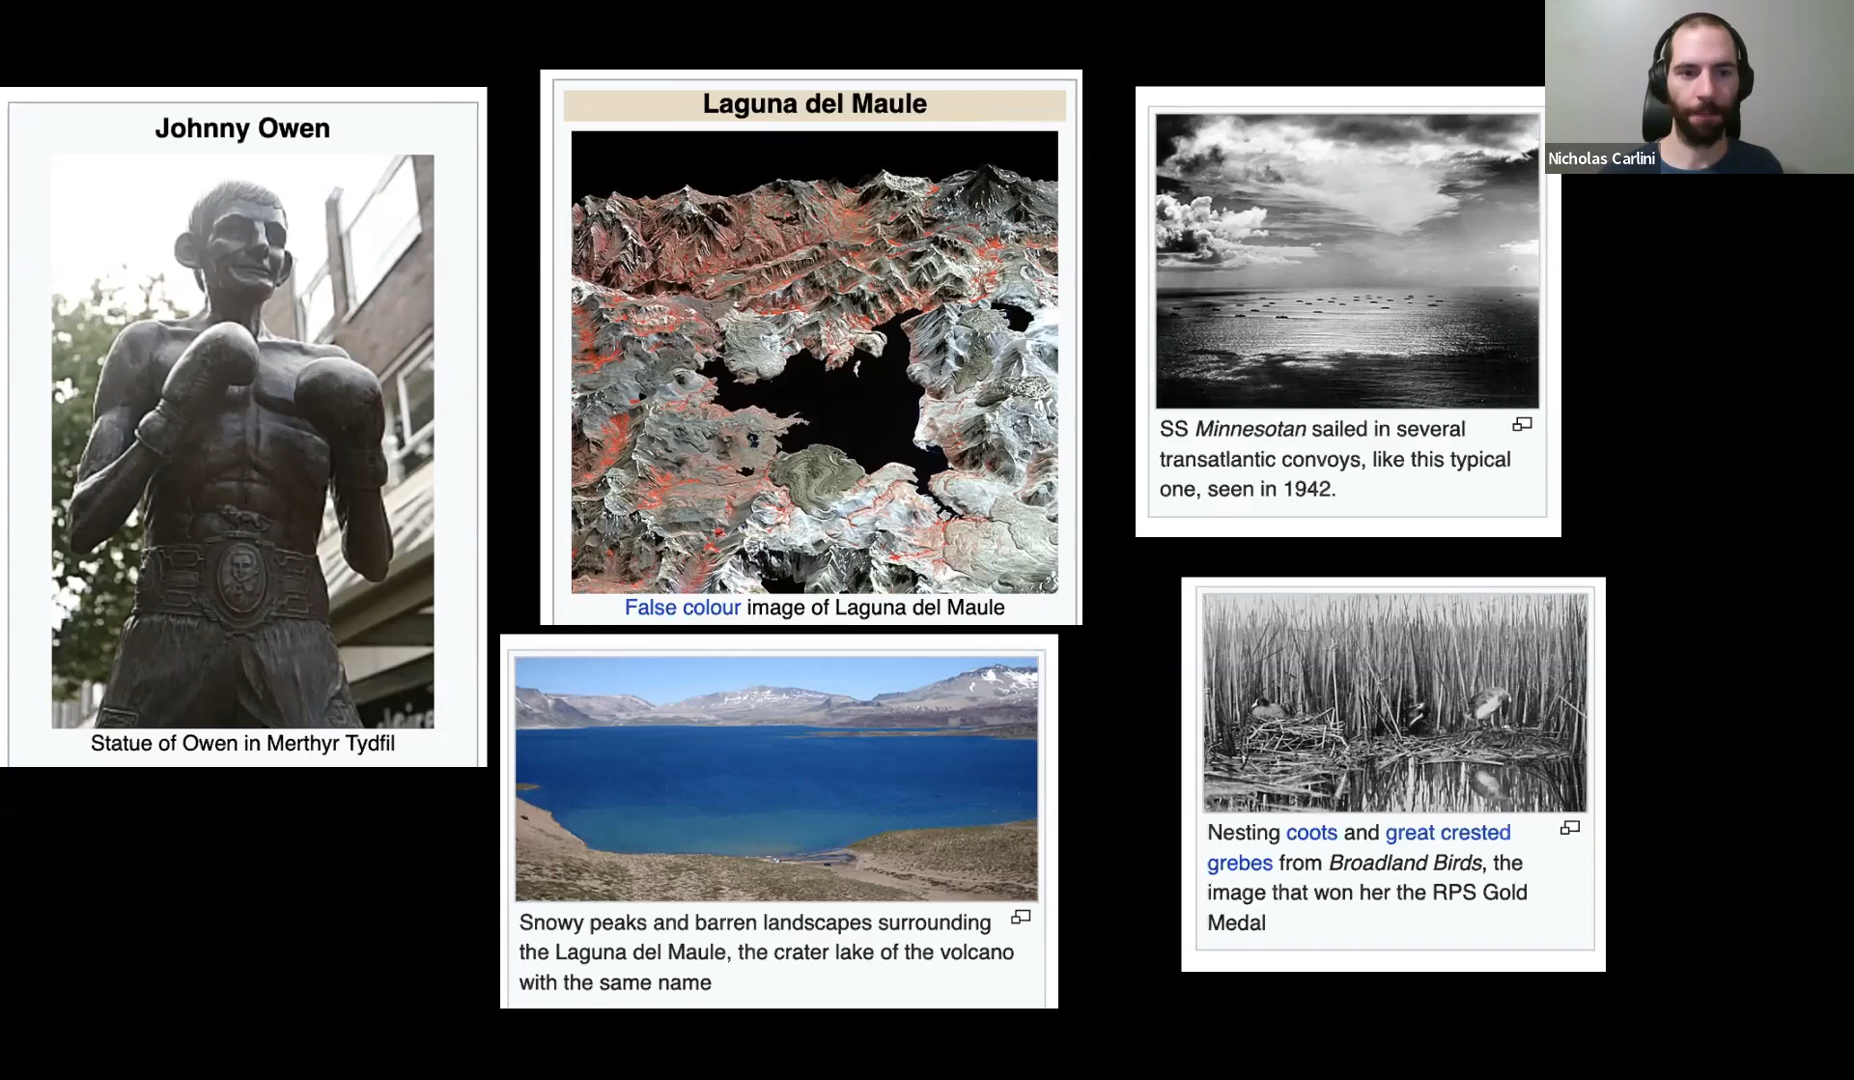 Johnny Owen
Statue of Owen in Merthyr Tydfil
Laguna del Maule
False colour image of Laguna del Maule
Snowy peaks and barren landscapes surrounding
the Laguna del Maule, the crater lake of the volcano
with the same name
SS Minnesotan sailed in several
transatlantic convoys, like this typical
one, seen in 1942.
Nesting coots and great crested
grebes from Broadland Birds, the
image that won her the RPS Gold
Medal
Nicholas Carlini